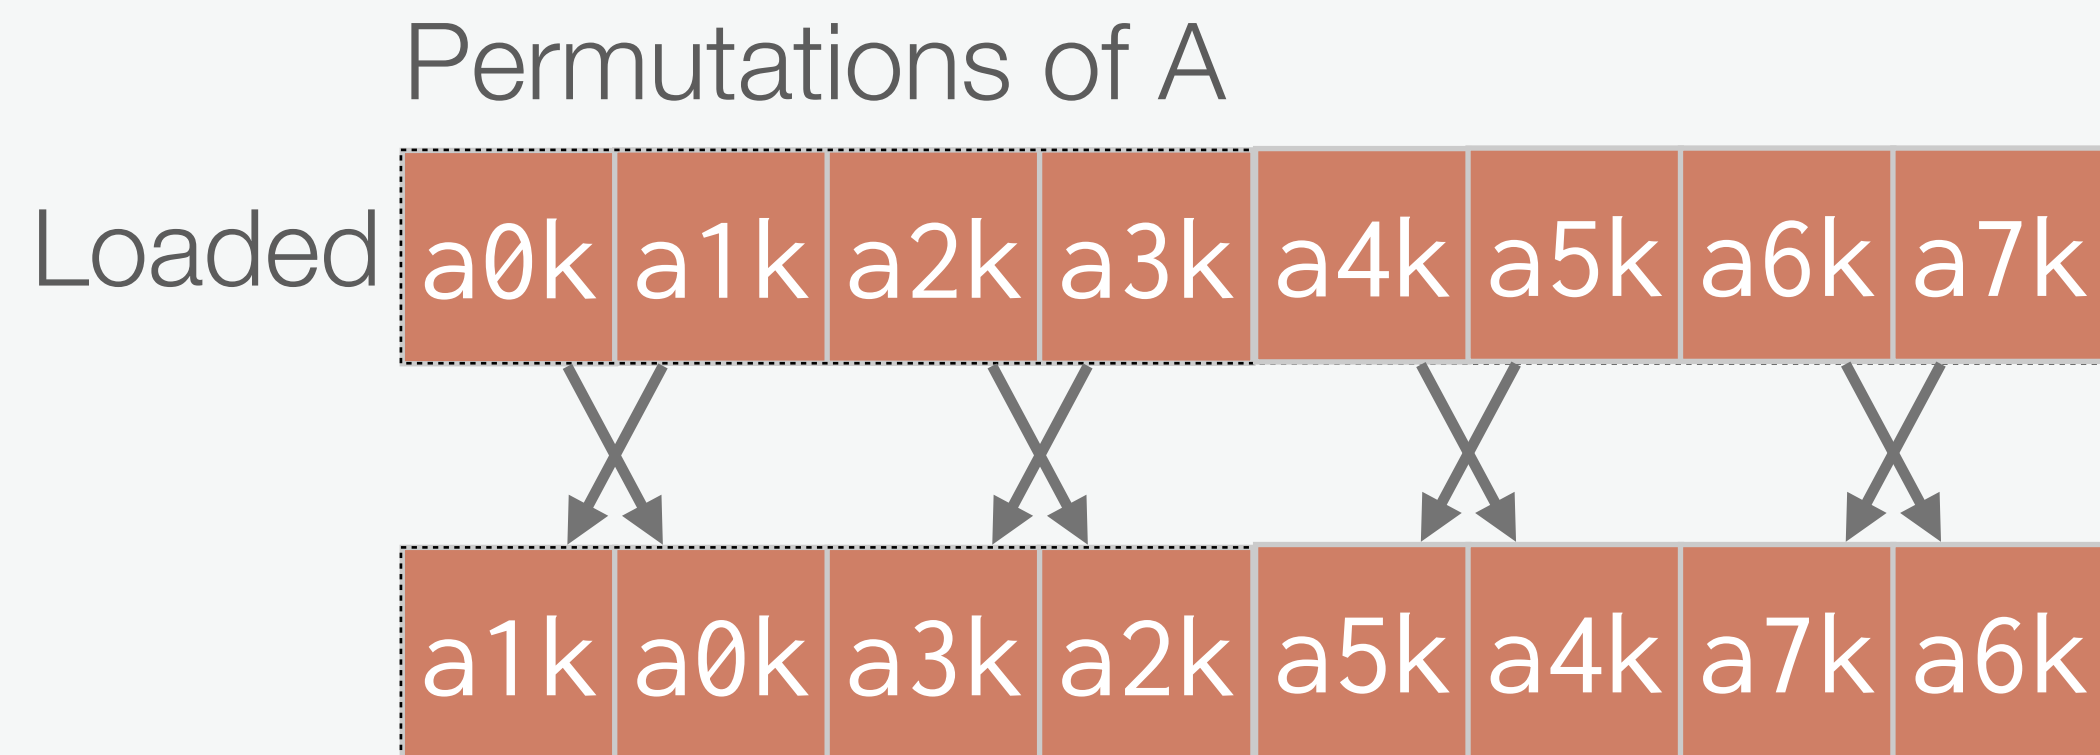 Permutations of A
Loaded a0k a1k a2k a3k a4k a5k a6k a7k
a1k a0k a3k a2k a5k a4k a7k a6k